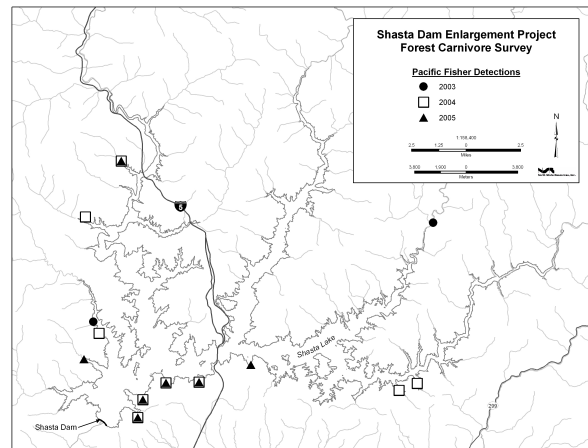 Shasta Dam Enlargement Project
Forest Carnivore Survey
Pacific Fisher Detections
2003
2004
2005
N
1:158,400
2.5 1.25 0 2.5
Miles
3,800 1,900 0 3,800
Meters
5
Shasta Lake
299
Shasta Dam